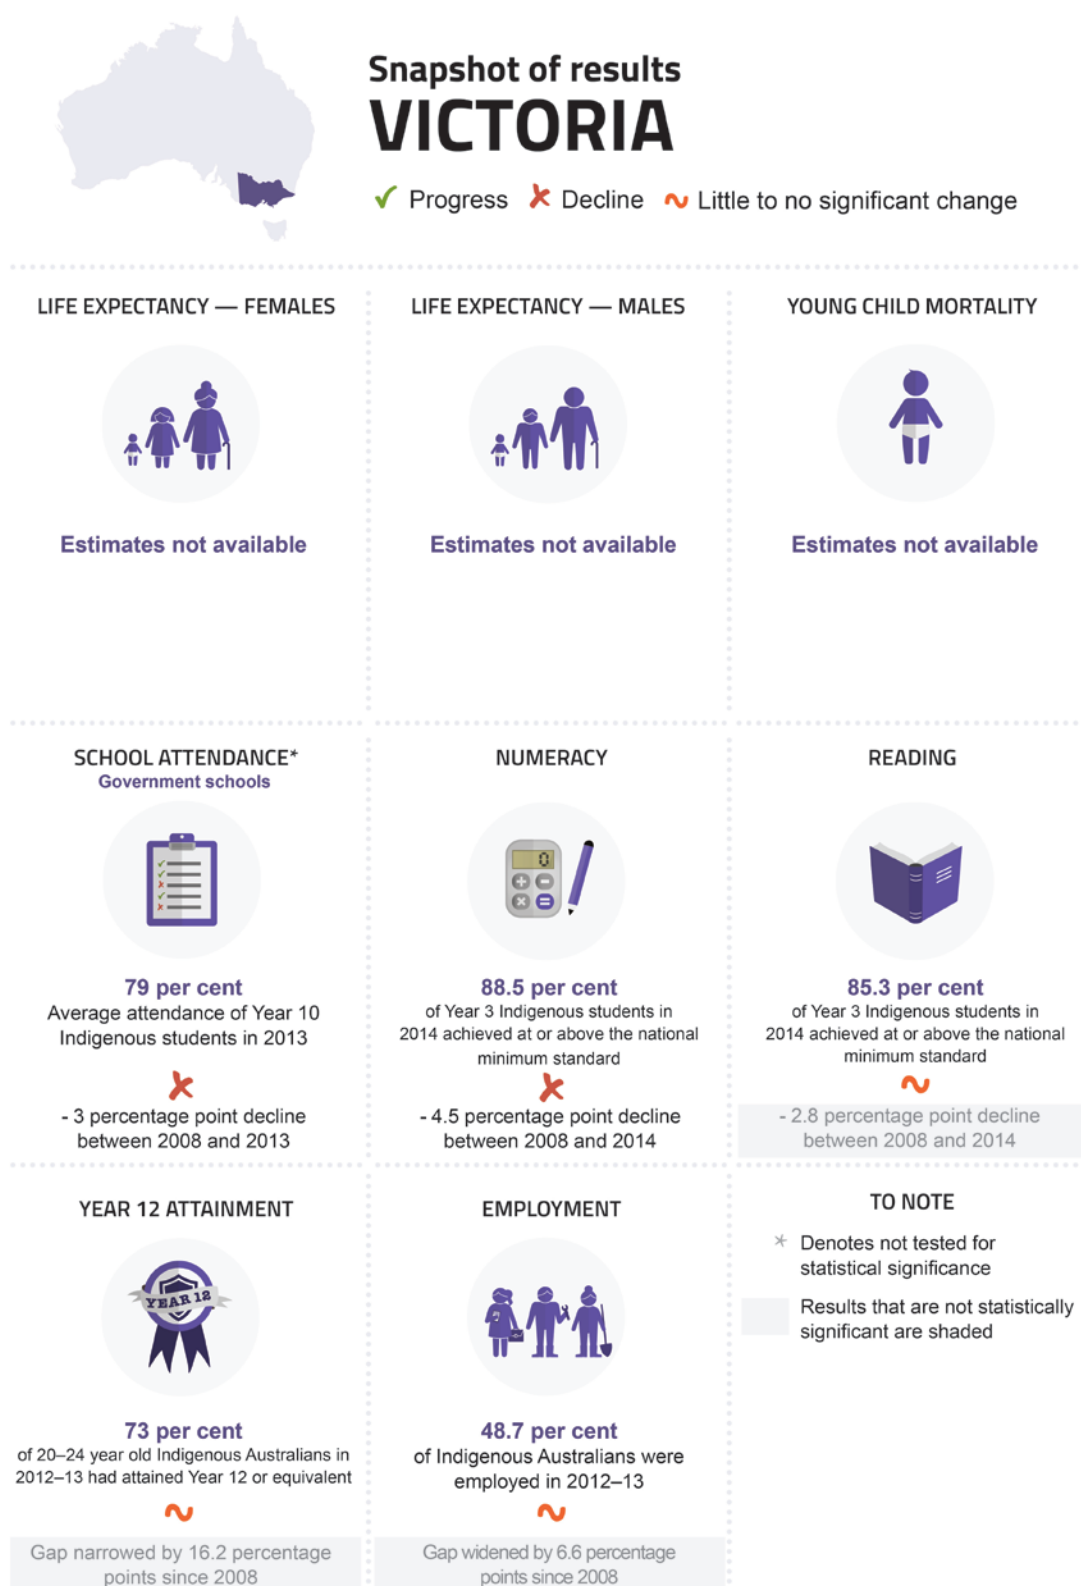 Snapshot of results
VICTORIA
✓ Progress ✗ Decline ~ Little to no significant change
LIFE EXPECTANCY — FEMALES
Estimates not available
LIFE EXPECTANCY — MALES
Estimates not available
YOUNG CHILD MORTALITY
Estimates not available
SCHOOL ATTENDANCE*
Government schools
79 per cent
Average attendance of Year 10
Indigenous students in 2013
- 3 percentage point decline
between 2008 and 2013
NUMERACY
0
+ −
× =
88.5 per cent
of Year 3 Indigenous students in
2014 achieved at or above the national
minimum standard
- 4.5 percentage point decline
between 2008 and 2014
READING
85.3 per cent
of Year 3 Indigenous students in
2014 achieved at or above the national
minimum standard
- 2.8 percentage point decline
between 2008 and 2014
YEAR 12 ATTAINMENT
YEAR 12
73 per cent
of 20–24 year old Indigenous Australians in
2012–13 had attained Year 12 or equivalent
Gap narrowed by 16.2 percentage
points since 2008
EMPLOYMENT
48.7 per cent
of Indigenous Australians were
employed in 2012–13
Gap widened by 6.6 percentage
points since 2008
TO NOTE
* Denotes not tested for
statistical significance
Results that are not statistically
significant are shaded